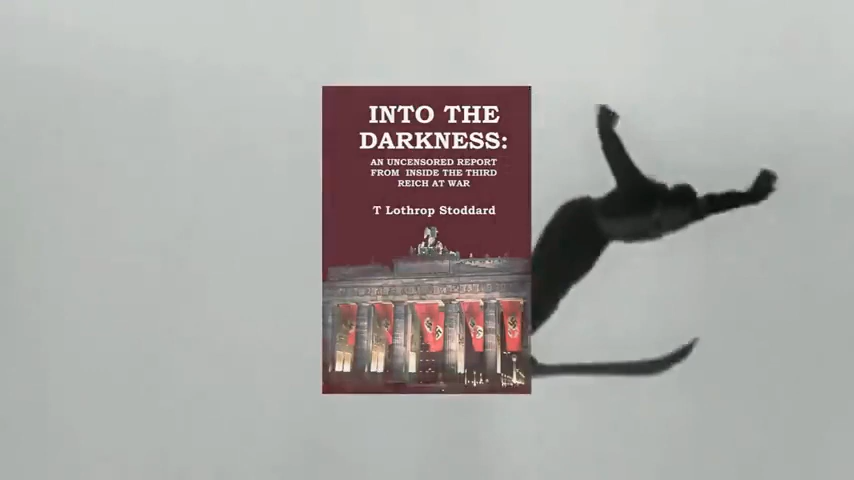 INTO THE
DARKNESS:
AN UNCENSORED REPORT
FROM INSIDE THE THIRD
REICH AT WAR
T Lothrop Stoddard